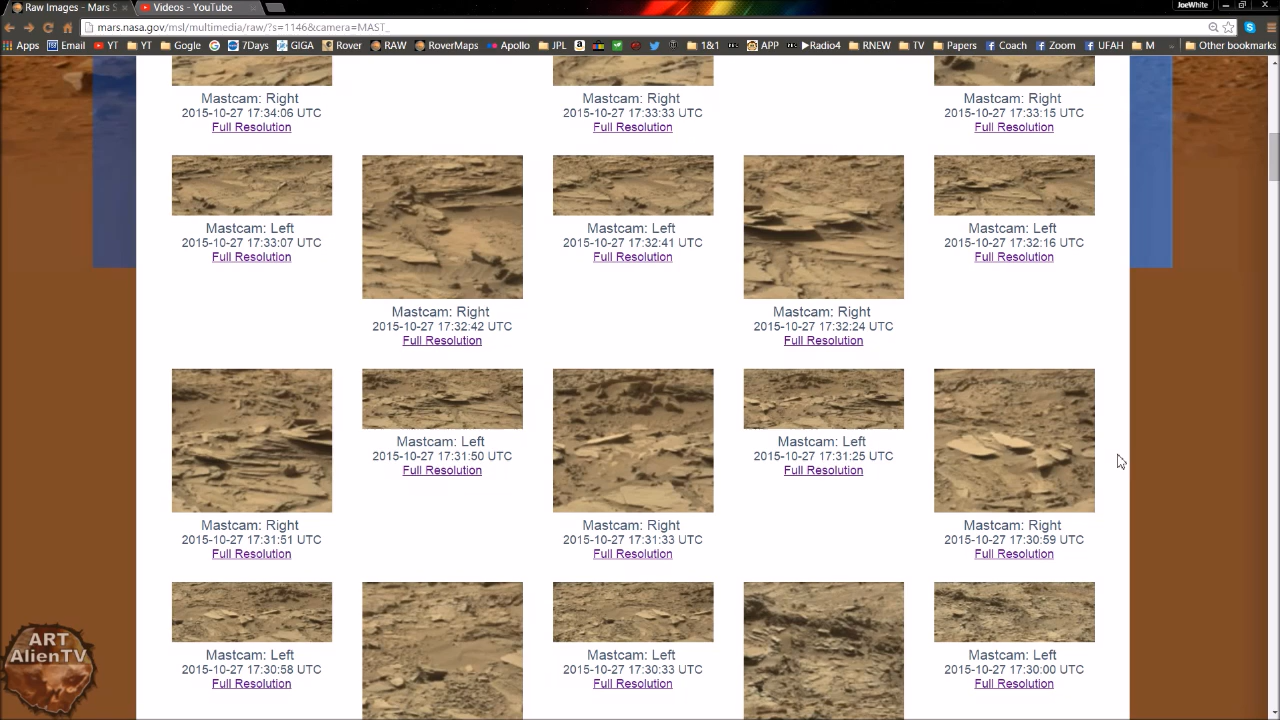 JoeWhite
Raw Images - Mars S
Videos - YouTube
mars.nasa.gov/msl/multimedia/raw/?s=1146&camera=MAST_
Apps Email YT YT Gogle 7Days GIGA Rover RAW RoverMaps Apollo JPL 1&1 APP ▶Radio4 RNEW TV Papers Coach Zoom UFAH M » Other bookmarks
Mastcam: Right Mastcam: Right Mastcam: Right
2015-10-27 17:34:06 UTC 2015-10-27 17:33:33 UTC 2015-10-27 17:33:15 UTC
Full Resolution Full Resolution Full Resolution
Mastcam: Left Mastcam: Left Mastcam: Left
2015-10-27 17:33:07 UTC 2015-10-27 17:32:41 UTC 2015-10-27 17:32:16 UTC
Full Resolution Full Resolution Full Resolution
Mastcam: Right Mastcam: Right
2015-10-27 17:32:42 UTC 2015-10-27 17:32:24 UTC
Full Resolution Full Resolution
Mastcam: Left Mastcam: Left
2015-10-27 17:31:50 UTC 2015-10-27 17:31:25 UTC
Full Resolution Full Resolution
Mastcam: Right Mastcam: Right Mastcam: Right
2015-10-27 17:31:51 UTC 2015-10-27 17:31:33 UTC 2015-10-27 17:30:59 UTC
Full Resolution Full Resolution Full Resolution
Mastcam: Left Mastcam: Left Mastcam: Left
2015-10-27 17:30:58 UTC 2015-10-27 17:30:33 UTC 2015-10-27 17:30:00 UTC
Full Resolution Full Resolution Full Resolution
ART
AlienTV